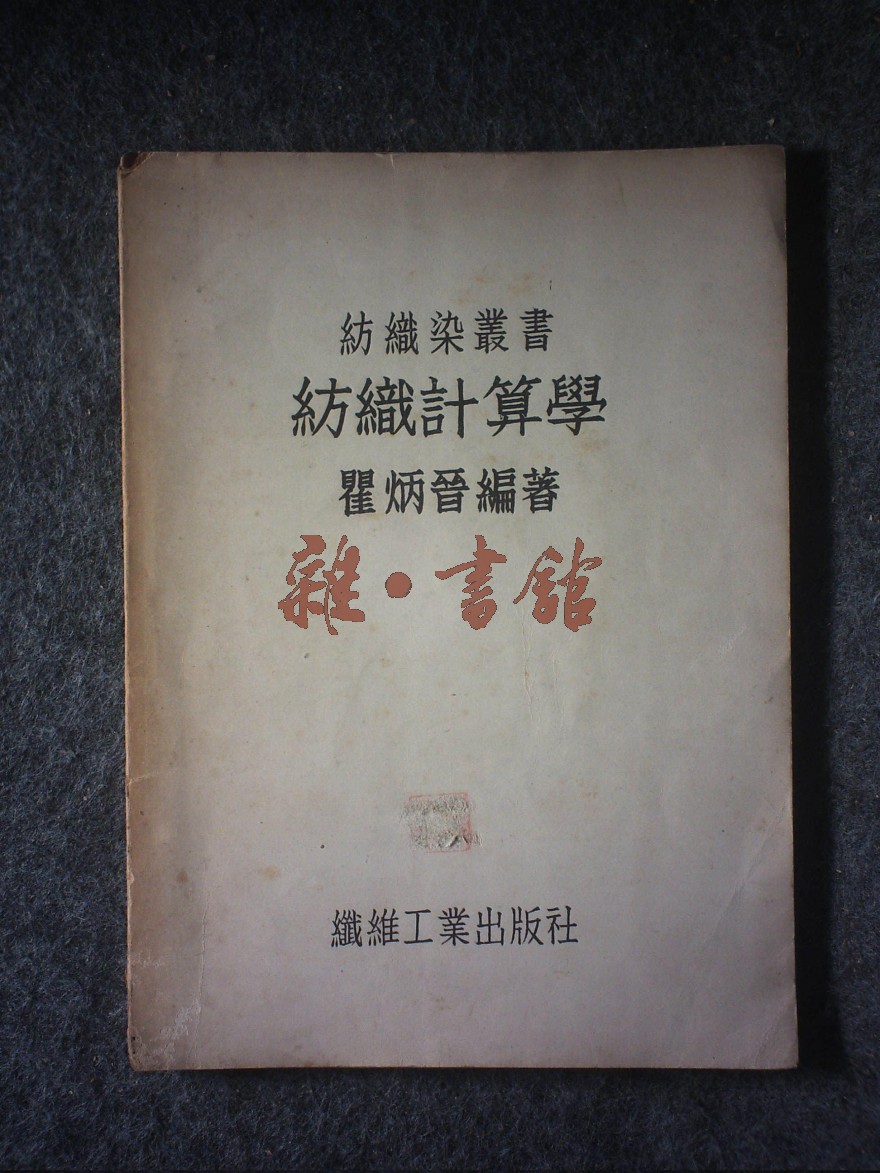 紡織染叢書
紡織計算學
瞿炳晉編著
雜·書館
纖維工業出版社